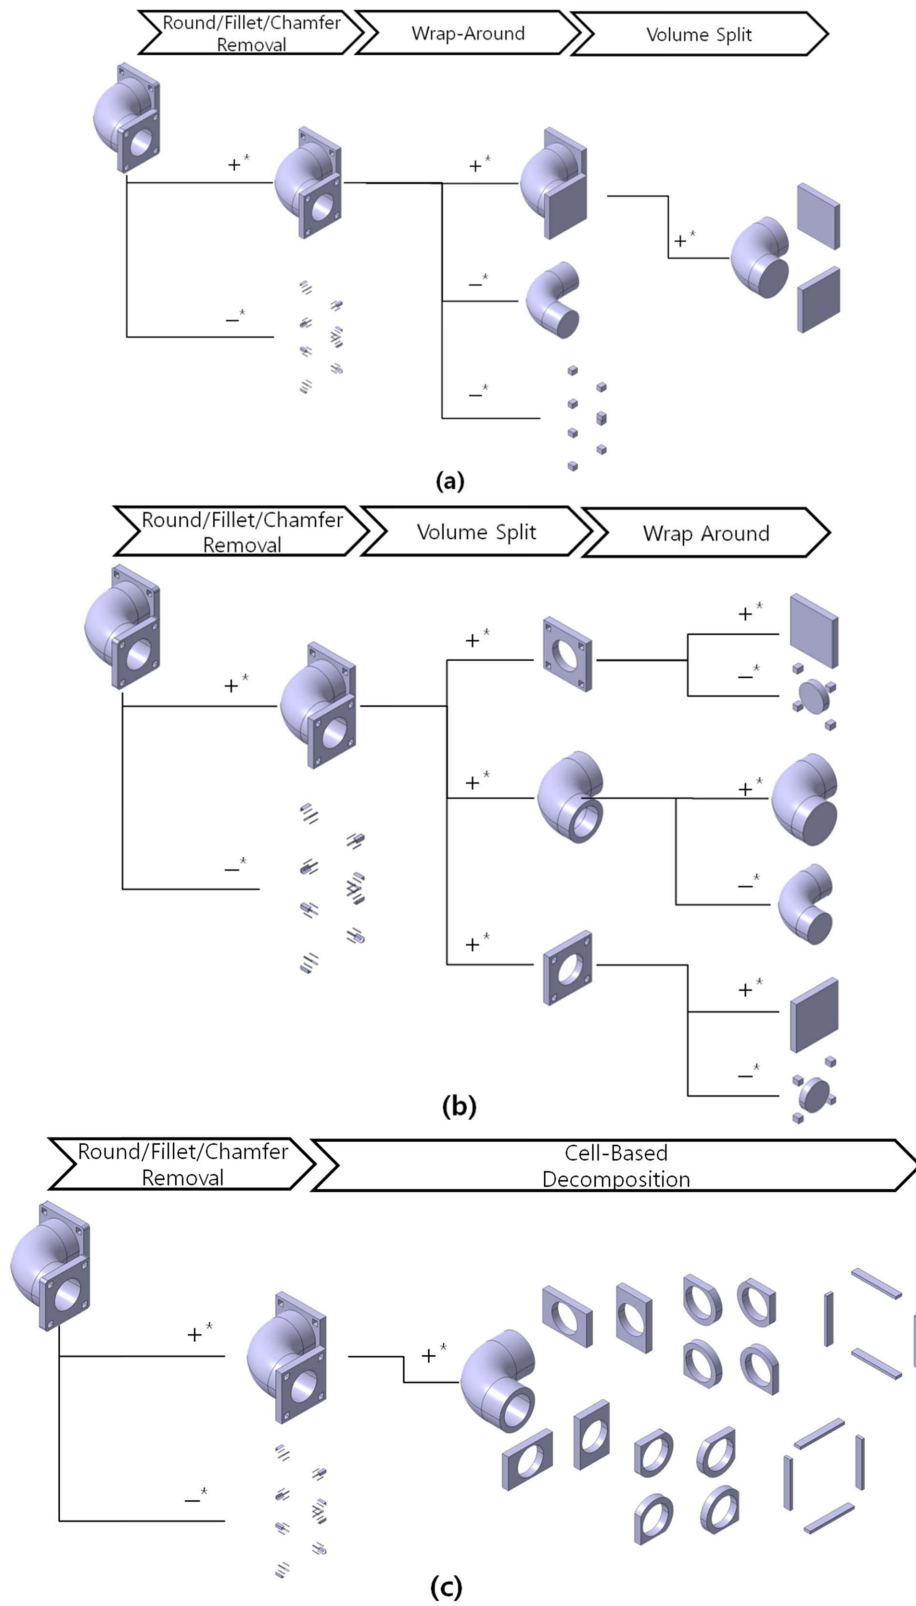 Round/Fillet/Chamfer
Removal
Wrap-Around
Volume Split
+*
+*
+*
−*
−*
−*
(a)
Round/Fillet/Chamfer
Removal
Volume Split
Wrap Around
+*
+*
−*
+*
+*
+*
−*
−*
+*
+*
−*
(b)
Round/Fillet/Chamfer
Removal
Cell-Based
Decomposition
+*
+*
−*
(c)